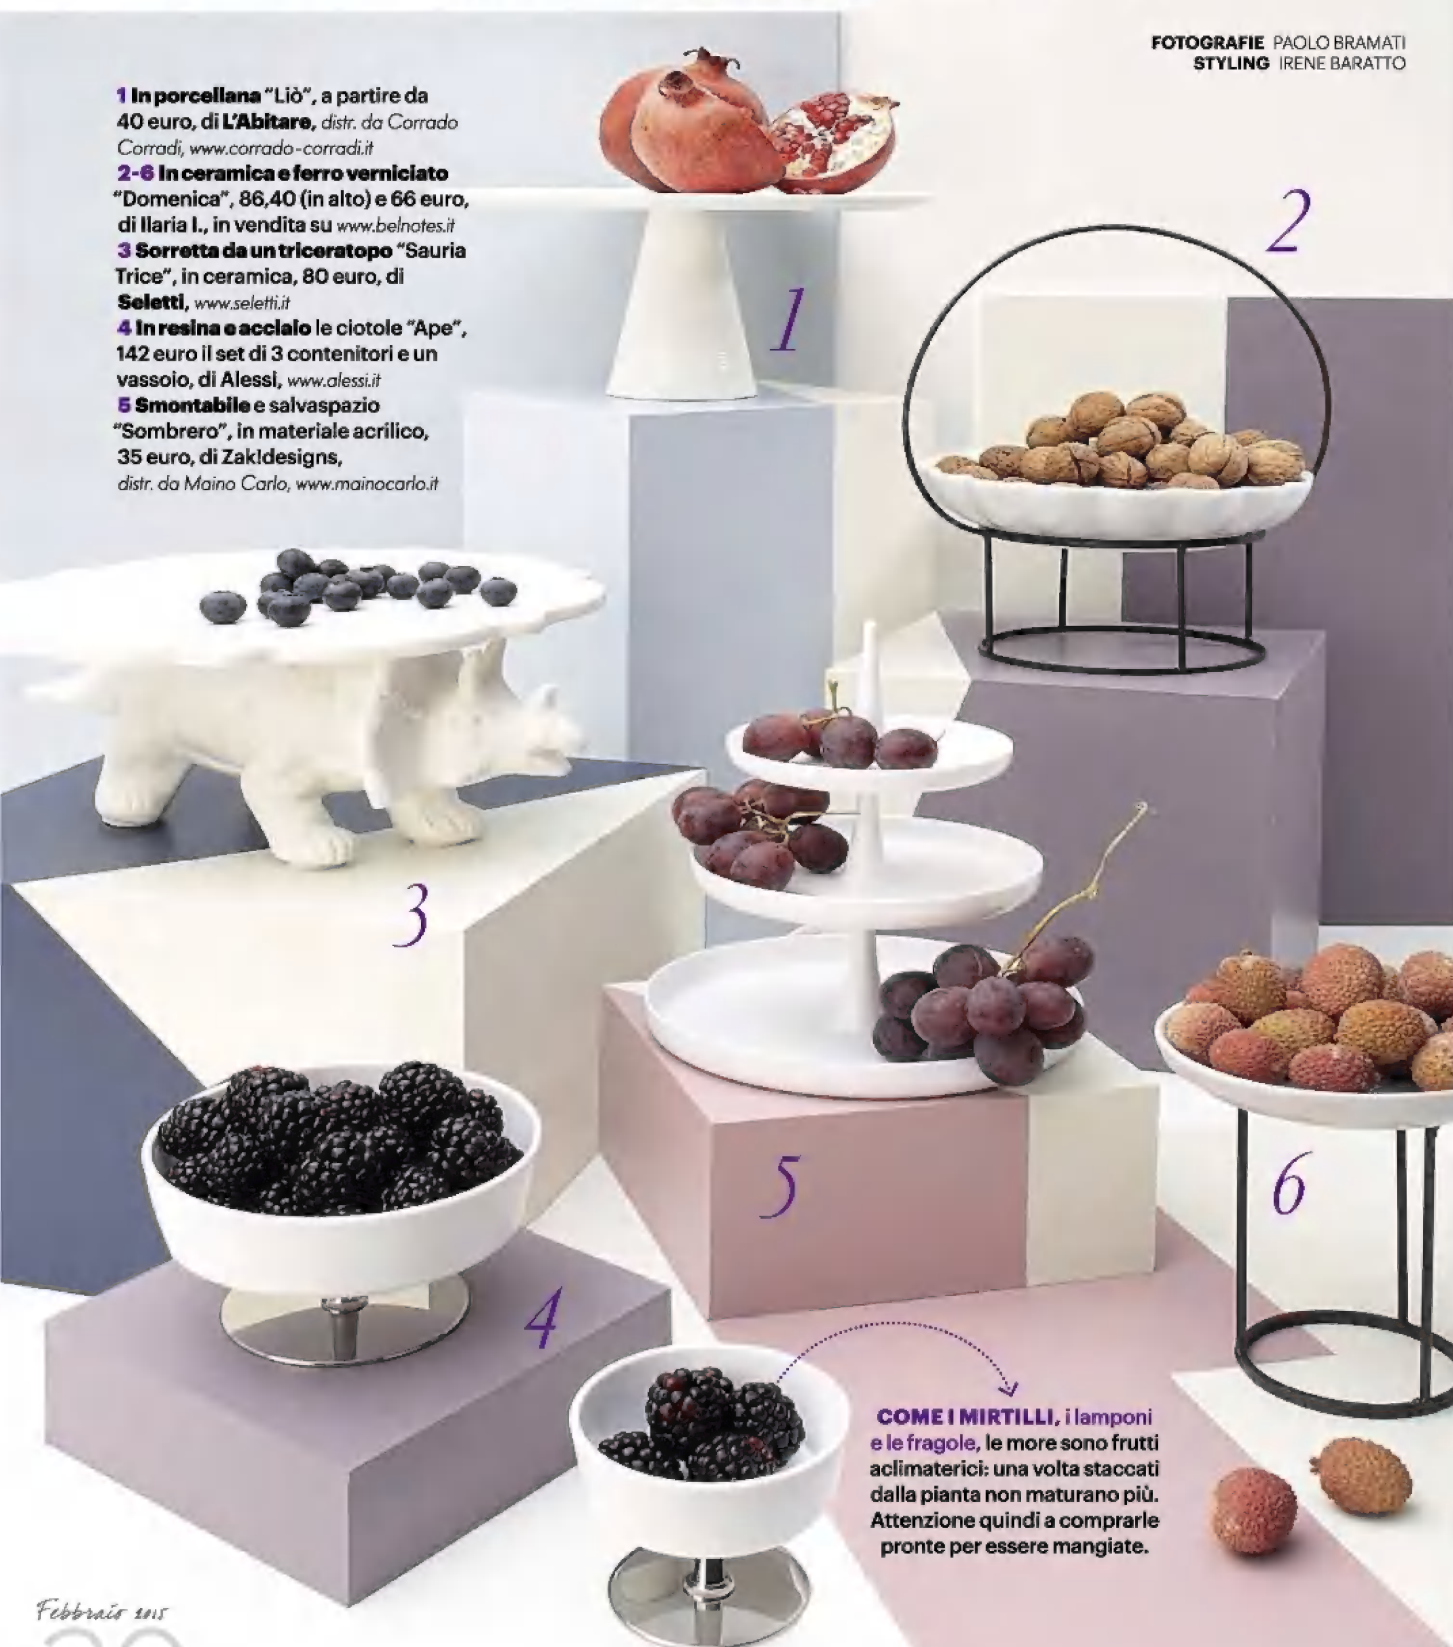 FOTOGRAFIE PAOLO BRAMATI
STYLING IRENE BARATTO
1 In porcellana "Liò", a partire da
40 euro, di L'Abitare, distr. da Corrado
Corradi, www.corrado-corradi.it
2-6 In ceramica e ferro verniciato
"Domenica", 86,40 (in alto) e 66 euro,
di Ilaria I., in vendita su www.belnotes.it
3 Sorretta da un triceratopo "Sauria
Trice", in ceramica, 80 euro, di
Seletti, www.seletti.it
4 In resina e acciaio le ciotole "Ape",
142 euro il set di 3 contenitori e un
vassoio, di Alessi, www.alessi.it
5 Smontabile e salvaspazio
"Sombrero", in materiale acrilico,
35 euro, di Zak!designs,
distr. da Maino Carlo, www.mainocarlo.it
1
2
3
4
5
6
COME I MIRTILLI, i lamponi
e le fragole, le more sono frutti
aclimaterici: una volta staccati
dalla pianta non maturano più.
Attenzione quindi a comprarle
pronte per essere mangiate.
Febbraio 2015